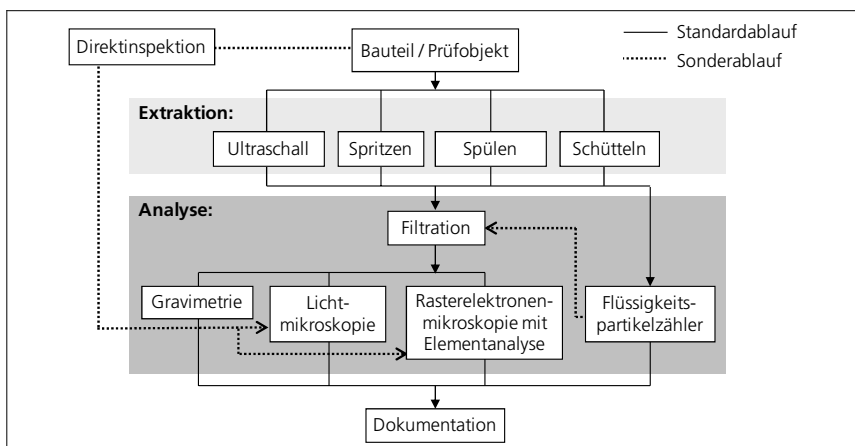 Direktinspektion
Bauteil / Prüfobjekt
Standardablauf
Sonderablauf
Extraktion:
Ultraschall
Spritzen
Spülen
Schütteln
Analyse:
Filtration
Gravimetrie
Licht-
mikroskopie
Rasterelektronen-
mikroskopie mit
Elementanalyse
Flüssigkeits-
partikelzähler
Dokumentation